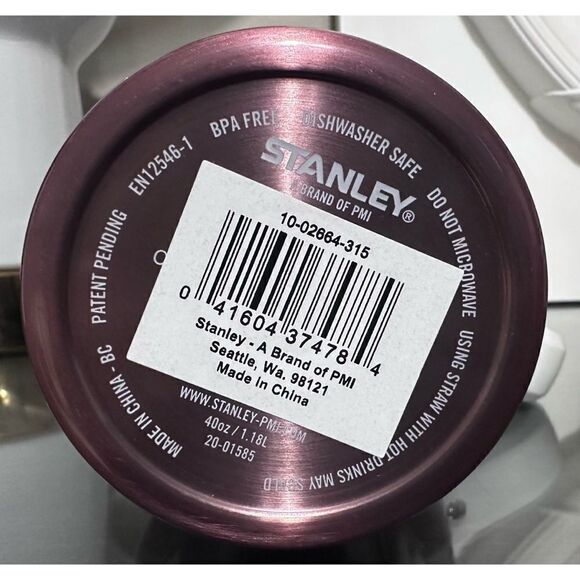 EN12546-1 BPA FREE DISHWASHER SAFE DO NOT MICROWAVE USING STRAW WITH HOT DRINKS MAY
PATENT PENDING
MADE IN CHINA - BC
STANLEY®
BRAND OF PMI
10-02664-315
0 41604 37478 4
Stanley - A Brand of PMI
Seattle, Wa. 98121
Made In China
WWW.STANLEY-PMI.COM
40oz / 1.18L
20-01585